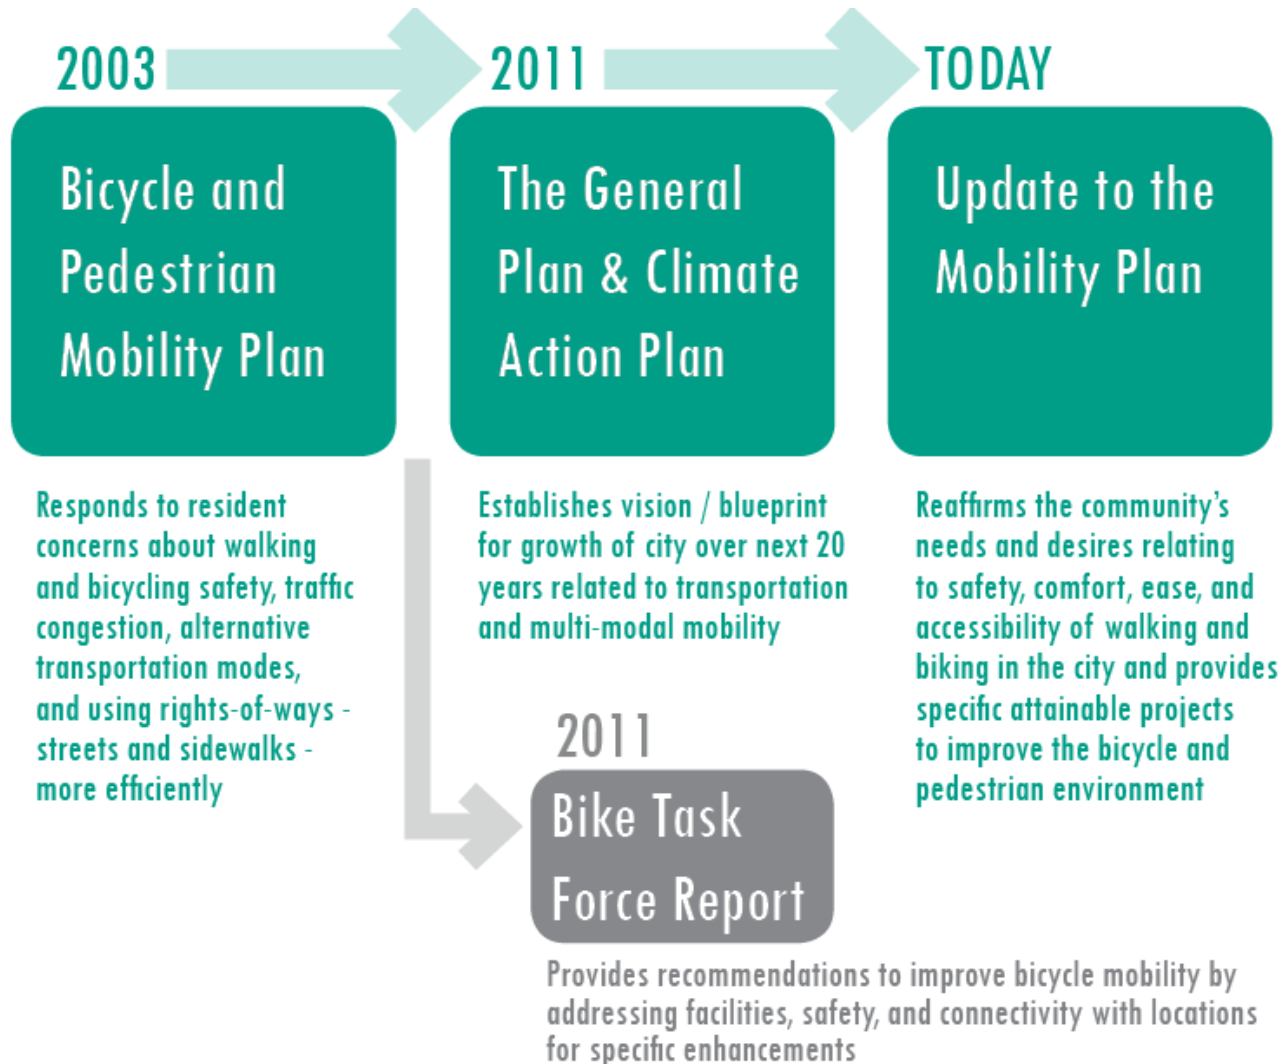 2003
2011
TODAY
Bicycle and
Pedestrian
Mobility Plan
The General
Plan & Climate
Action Plan
Update to the
Mobility Plan
Responds to resident
concerns about walking
and bicycling safety, traffic
congestion, alternative
transportation modes,
and using rights-of-ways -
streets and sidewalks -
more efficiently
Establishes vision / blueprint
for growth of city over next 20
years related to transportation
and multi-modal mobility
Reaffirms the community's
needs and desires relating
to safety, comfort, ease, and
accessibility of walking and
biking in the city and provides
specific attainable projects
to improve the bicycle and
pedestrian environment
2011
Bike Task
Force Report
Provides recommendations to improve bicycle mobility by
addressing facilities, safety, and connectivity with locations
for specific enhancements